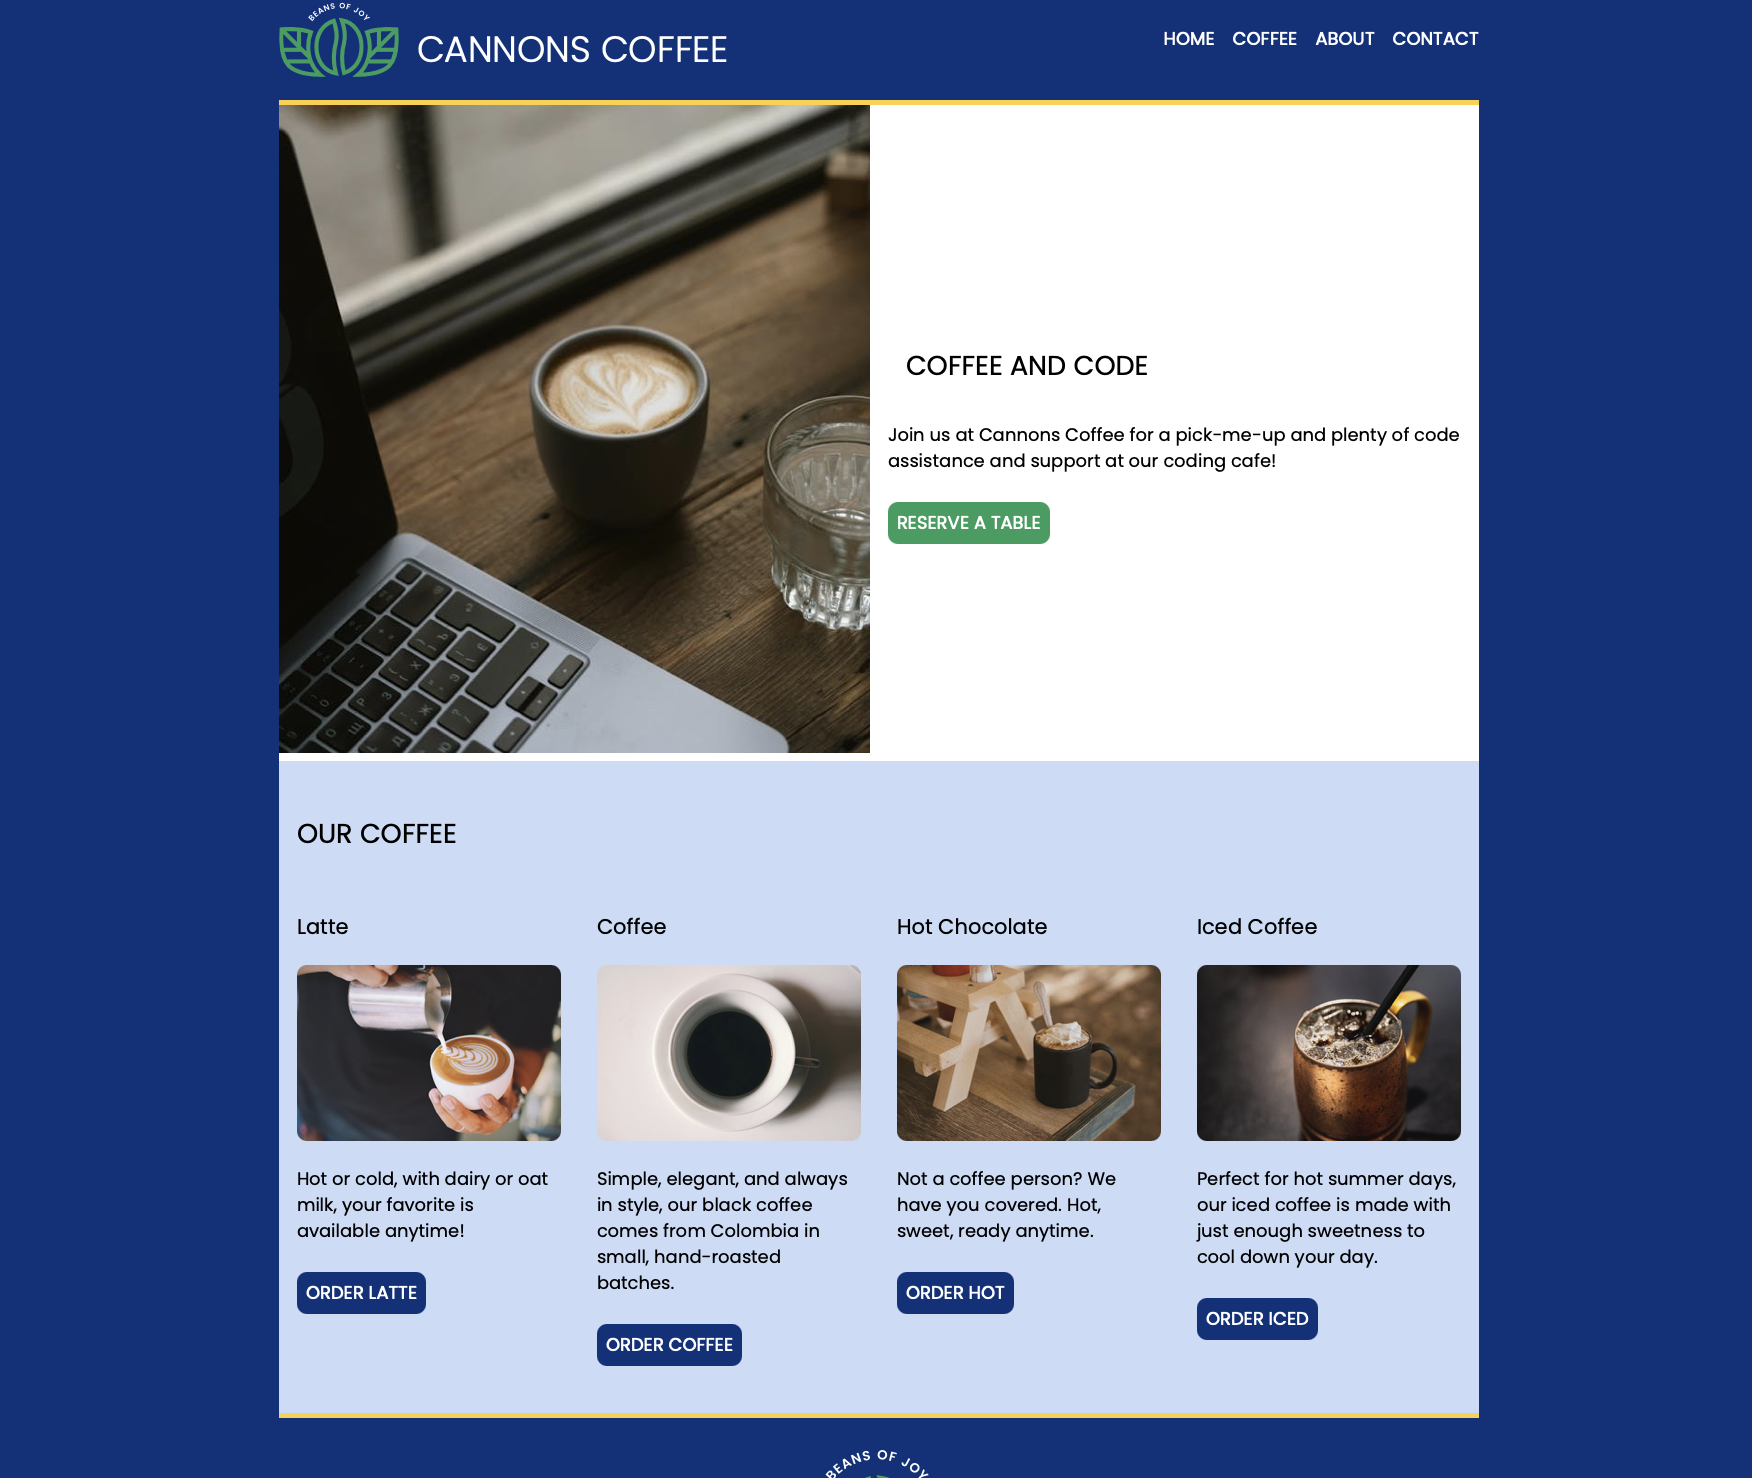 BEANS OF JOY
CANNONS COFFEE
HOME COFFEE ABOUT CONTACT
COFFEE AND CODE
Join us at Cannons Coffee for a pick-me-up and plenty of code
assistance and support at our coding cafe!
RESERVE A TABLE
OUR COFFEE
Latte
Hot or cold, with dairy or oat
milk, your favorite is
available anytime!
ORDER LATTE
Coffee
Simple, elegant, and always
in style, our black coffee
comes from Colombia in
small, hand-roasted
batches.
ORDER COFFEE
Hot Chocolate
Not a coffee person? We
have you covered. Hot,
sweet, ready anytime.
ORDER HOT
Iced Coffee
Perfect for hot summer days,
our iced coffee is made with
just enough sweetness to
cool down your day.
ORDER ICED
BEANS OF JOY